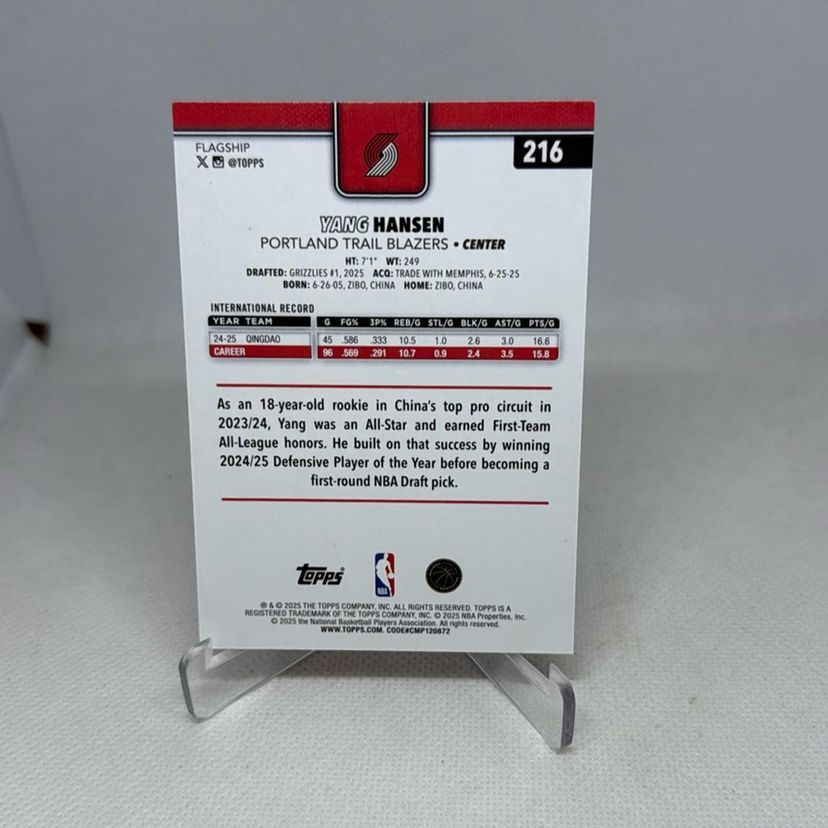 FLAGSHIP
X @TOPPS
216
YANG HANSEN
PORTLAND TRAIL BLAZERS • CENTER
HT: 7'1" WT: 249
DRAFTED: GRIZZLIES #1, 2025 ACQ: TRADE WITH MEMPHIS, 6-25-25
BORN: 6-26-05, ZIBO, CHINA HOME: ZIBO, CHINA
INTERNATIONAL RECORD
YEAR TEAM G FG% 3P% REB/G STL/G BLK/G AST/G PTS/G
24-25 QINGDAO 45 .586 .333 10.5 1.0 2.6 3.0 16.6
CAREER 96 .569 .291 10.7 0.9 2.4 3.5 15.8
As an 18-year-old rookie in China's top pro circuit in
2023/24, Yang was an All-Star and earned First-Team
All-League honors. He built on that success by winning
2024/25 Defensive Player of the Year before becoming a
first-round NBA Draft pick.
Topps NBA
® & © 2025 THE TOPPS COMPANY, INC. ALL RIGHTS RESERVED. TOPPS IS A
REGISTERED TRADEMARK OF THE TOPPS COMPANY, INC. © 2025 NBA Properties, Inc.
© 2025 the National Basketball Players Association. All rights reserved.
WWW.TOPPS.COM. CODE#CMP120872